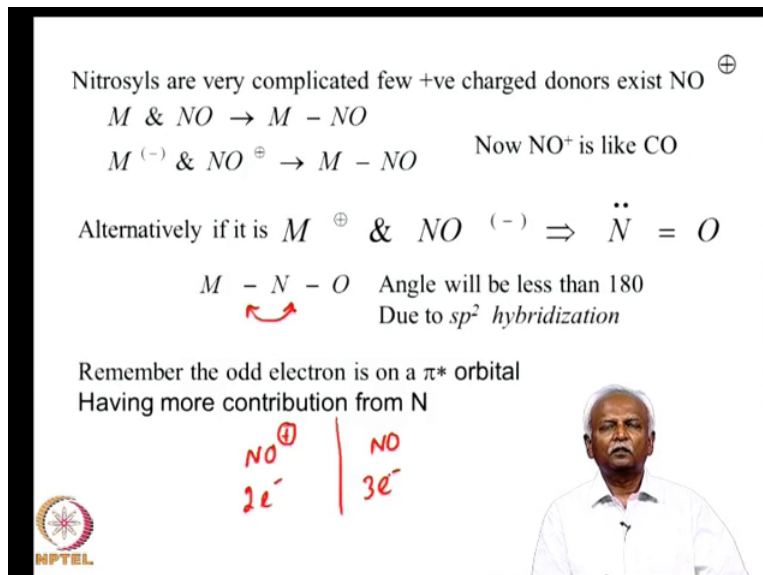 Nitrosyls are very complicated few +ve charged donors exist NO ⊕
M & NO → M − NO
M (−) & NO ⊕ → M − NO
Now NO⁺ is like CO
Alternatively if it is M ⊕ & NO (−) ⇒ N̈ = O
M − N − O Angle will be less than 180
Due to sp² hybridization
Remember the odd electron is on a π* orbital
Having more contribution from N
NO⊕ | NO
2e⁻ | 3e⁻
NPTEL